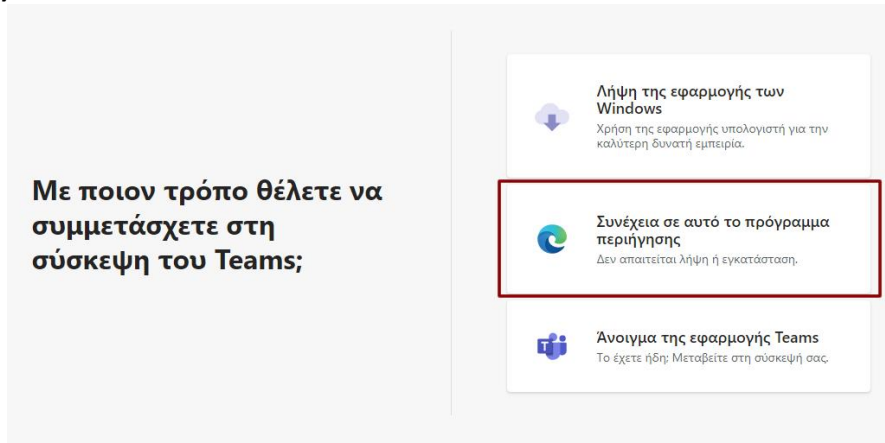 Με ποιον τρόπο θέλετε να
συμμετάσχετε στη
σύσκεψη του Teams;
Λήψη της εφαρμογής των
Windows
Χρήση της εφαρμογής υπολογιστή για την
καλύτερη δυνατή εμπειρία.
Συνέχεια σε αυτό το πρόγραμμα
περιήγησης
Δεν απαιτείται λήψη ή εγκατάσταση.
Άνοιγμα της εφαρμογής Teams
Το έχετε ήδη; Μεταβείτε στη σύσκεψή σας.